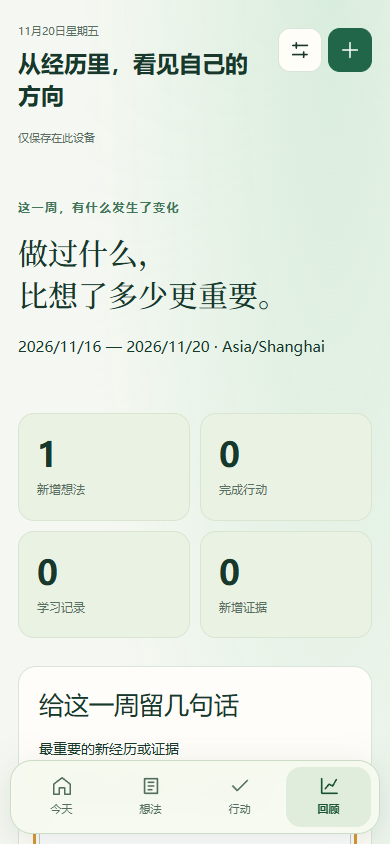 11月20日星期五
从经历里，看见自己的
方向
仅保存在此设备
这一周，有什么发生了变化
做过什么，
比想了多少更重要。
2026/11/16 — 2026/11/20 · Asia/Shanghai
1
新增想法
0
完成行动
0
学习记录
0
新增证据
给这一周留几句话
最重要的新经历或证据
今天
想法
行动
回顾